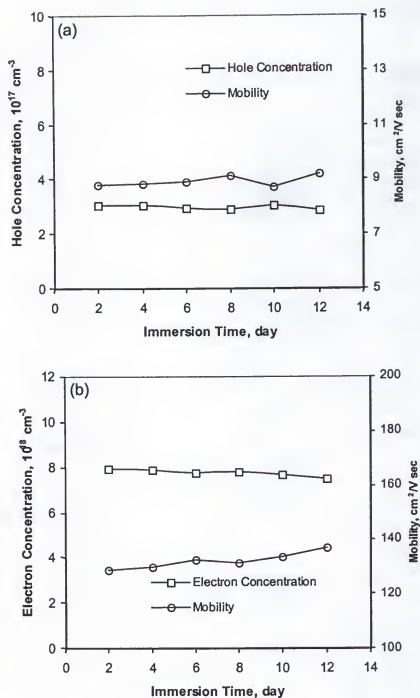 (a)
Hole Concentration, 10¹⁷ cm⁻³
10
8
6
4
2
0
Hole Concentration
Mobility
15
13
11
9
7
5
Mobility, cm²/V sec
0 2 4 6 8 10 12 14
Immersion Time, day
(b)
Electron Concentration, 10¹⁸ cm⁻³
12
10
8
6
4
2
0
Electron Concentration
Mobility
200
180
160
140
120
100
Mobility, cm²/V sec
0 2 4 6 8 10 12 14
Immersion Time, day